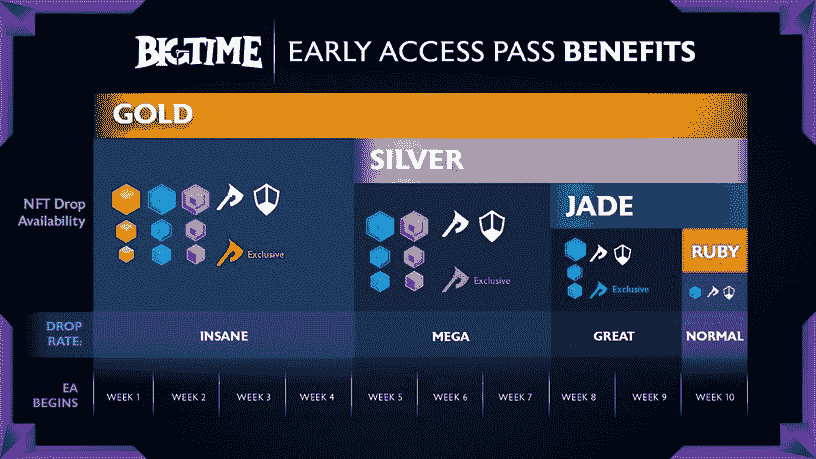 BIGTIME
EARLY ACCESS PASS BENEFITS
GOLD
SILVER
JADE
RUBY
NFT Drop
Availability
Exclusive
Exclusive
Exclusive
DROP
RATE:
INSANE
MEGA
GREAT
NORMAL
EA
BEGINS
WEEK 1
WEEK 2
WEEK 3
WEEK 4
WEEK 5
WEEK 6
WEEK 7
WEEK 8
WEEK 9
WEEK 10